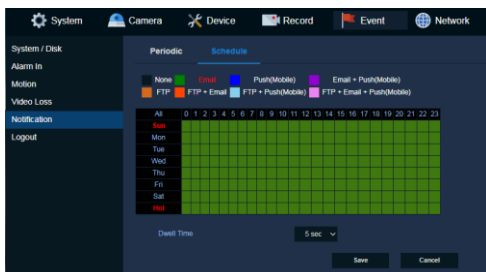 System Camera Device Record Event Network
System / Disk
Alarm In
Motion
Video Loss
Notification
Logout
Periodic Schedule
None Email Push(Mobile) Email + Push(Mobile)
FTP FTP + Email FTP + Push(Mobile) FTP + Email + Push(Mobile)
All 0 1 2 3 4 5 6 7 8 9 10 11 12 13 14 15 16 17 18 19 20 21 22 23
Sun
Mon
Tue
Wed
Thu
Fri
Sat
Hol
Dwell Time 5 sec
Save Cancel